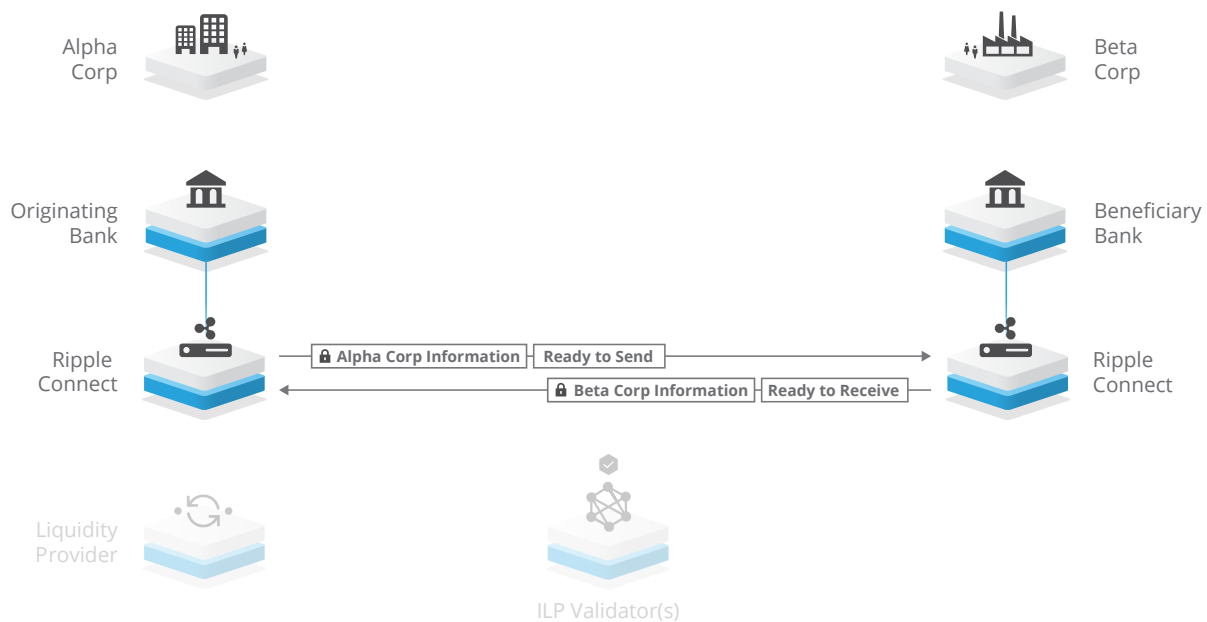 Alpha
Corp
Beta
Corp
Originating
Bank
Beneficiary
Bank
Ripple
Connect
Alpha Corp Information
Ready to Send
Beta Corp Information
Ready to Receive
Ripple
Connect
Liquidity
Provider
ILP Validator(s)